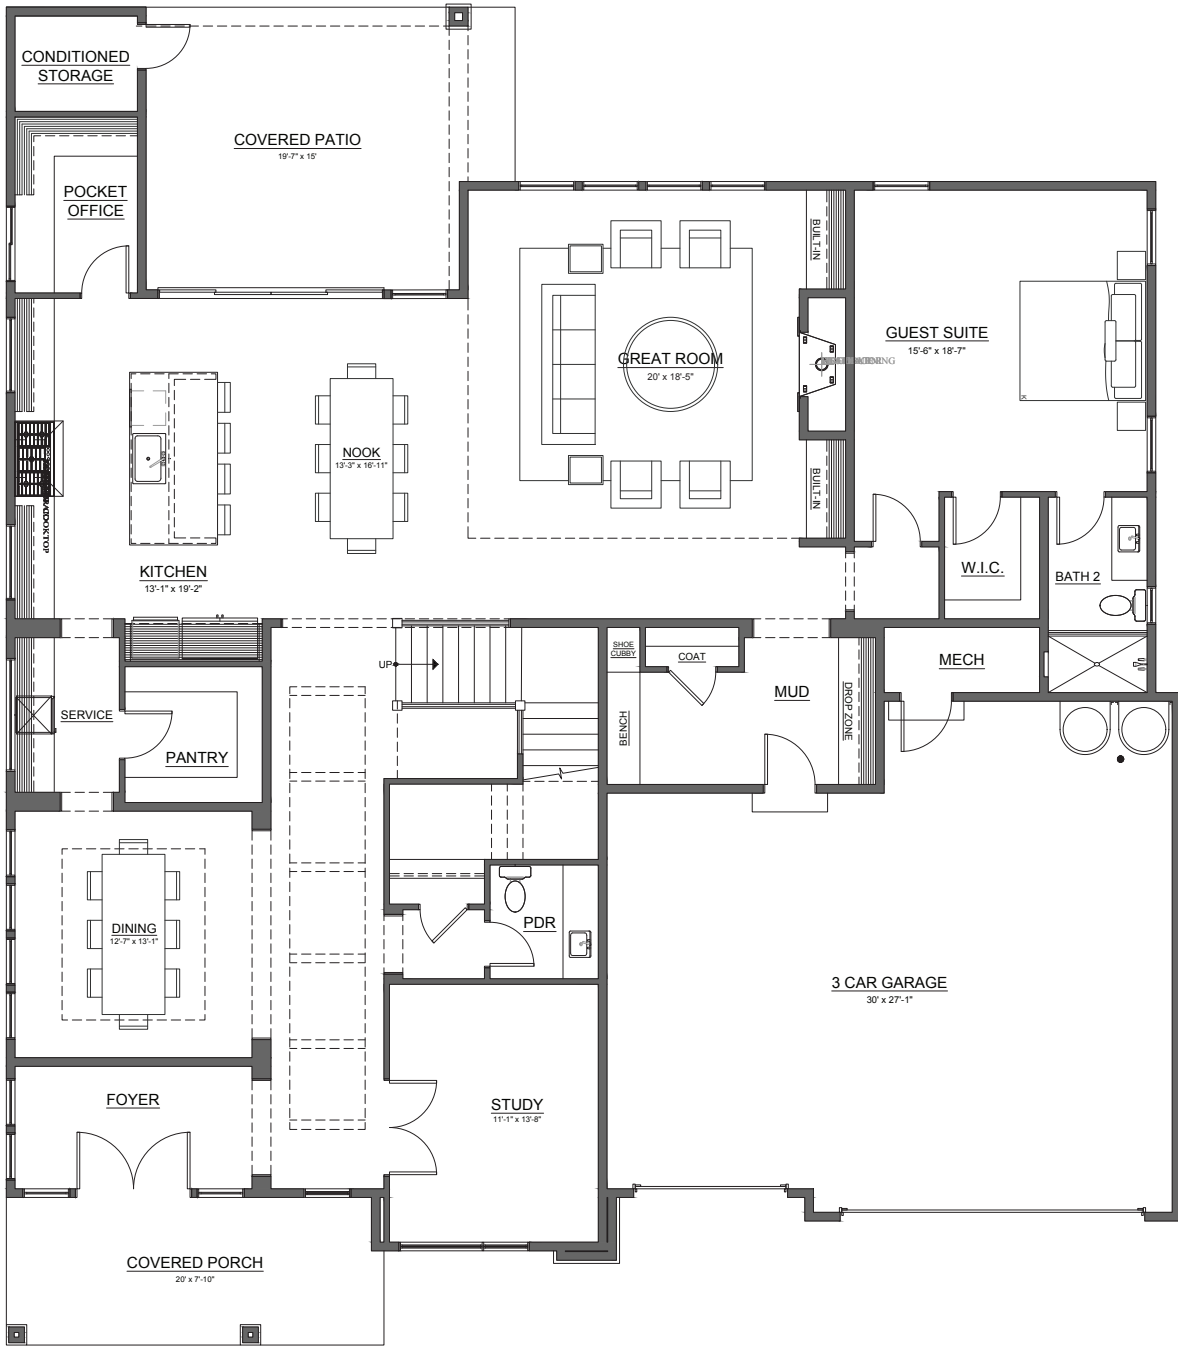 CONDITIONED
STORAGE
COVERED PATIO
19'-7" x 15'
POCKET
OFFICE
BUILT-IN
GREAT ROOM
20' x 18'-5"
GUEST SUITE
15'-6" x 18'-7"
NOOK
13'-3" x 16'-11"
BUILT-IN
COOKTOP
KITCHEN
13'-1" x 19'-2"
W.I.C.
BATH 2
UP
SHOE
CUBBY
COAT
MECH
MUD
SERVICE
BENCH
DROP ZONE
PANTRY
DINING
12'-7" x 13'-1"
PDR
3 CAR GARAGE
30' x 27'-1"
FOYER
STUDY
11'-1" x 13'-8"
COVERED PORCH
20' x 7'-10"